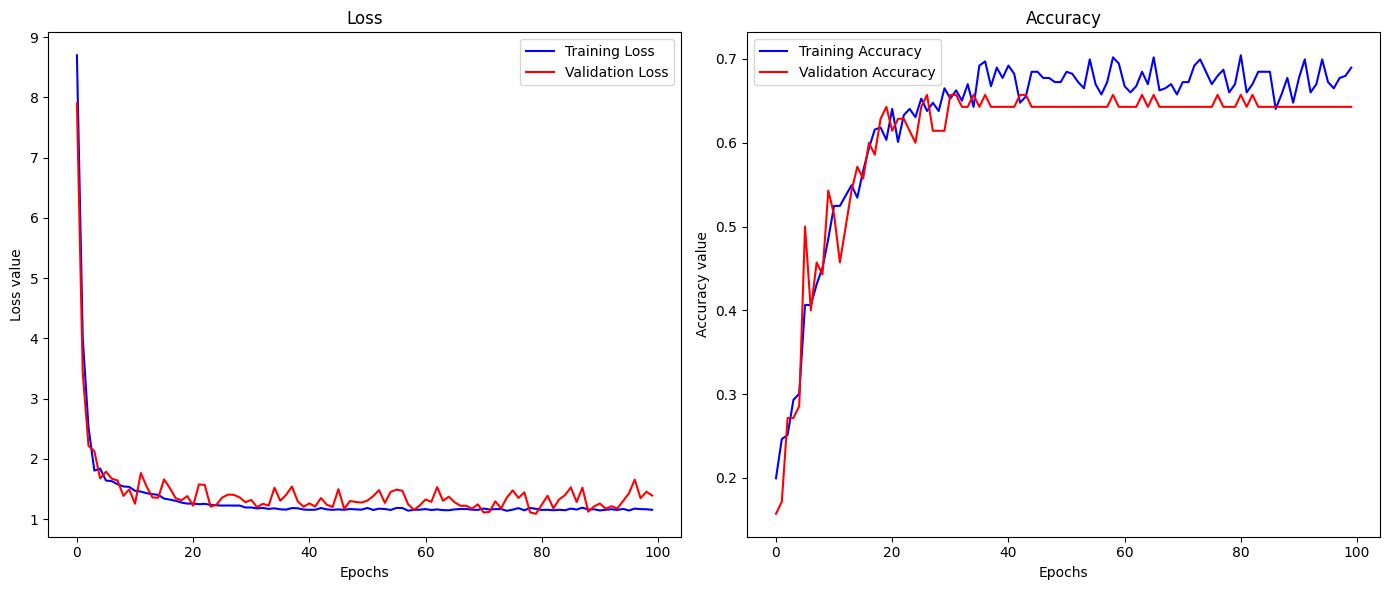 Loss
Training Loss
Validation Loss
Loss value
9
8
7
6
5
4
3
2
1
0
20
40
60
80
100
Epochs
Accuracy
Training Accuracy
Validation Accuracy
Accuracy value
0.7
0.6
0.5
0.4
0.3
0.2
0
20
40
60
80
100
Epochs